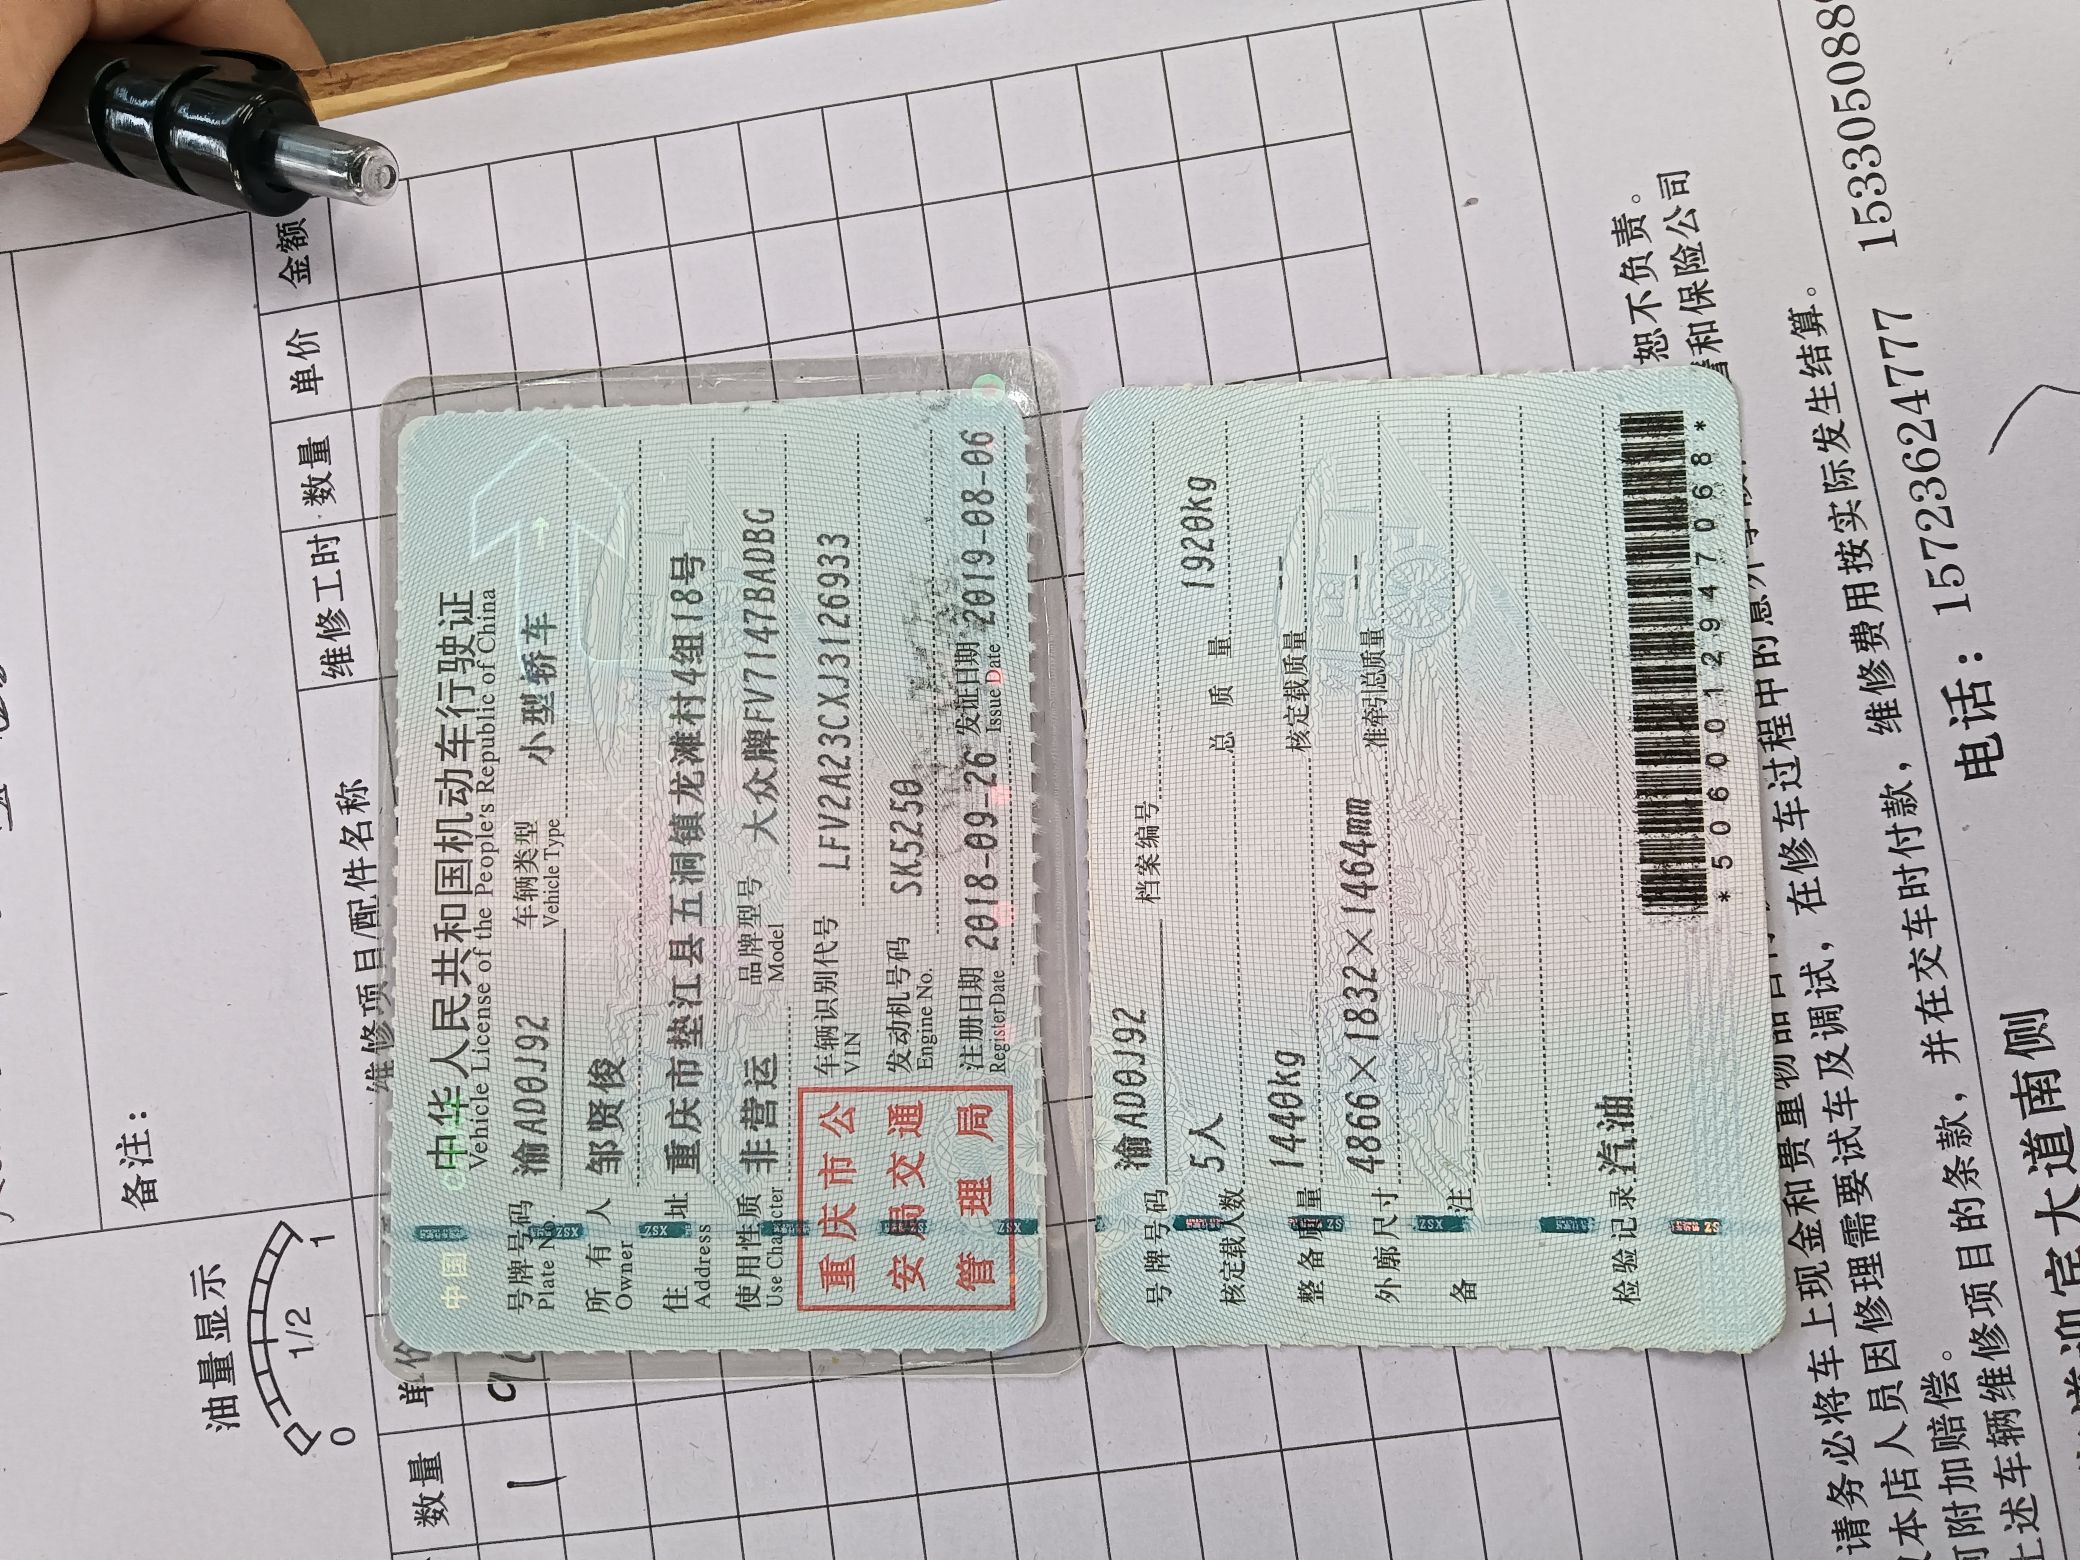 油量显示
0 1/2 1
备注：
维修项目/配件名称 维修工时 数量 单价 金额
数量 单
1
中国
中华人民共和国机动车行驶证
Vehicle License of the People's Republic of China
号牌号码 渝AD0J92 车辆类型 小型轿车
Plate No. Vehicle Type
所有人 邹贤俊
Owner
住址 重庆市垫江县五洞镇龙滩村4组118号
Address
使用性质 非营运 品牌型号 大众牌FV7147BADBG
Use Character Model
重庆市公
安局交通
管理局
车辆识别代号 LFV2A23CXJ3126933
VIN
发动机号码 SK5250
Engine No.
注册日期 2018-09-26 发证日期 2019-08-06
Register Date Issue Date
号牌号码 渝AD0J92 档案编号
核定载人数 5人 总质量 1920kg
整备质量 1440kg 核定载质量 --
外廓尺寸 4866×1832×1464mm 准牵引总质量 --
备注
检验记录 汽油
*5060012947068*
恕不负责。
和保险公司
请务必将车上现金和贵重物品
本店人员因修理需要试车及调试，在修车过程中的意外
可附加赔偿。
上述车辆维修项目的条款，并在交车时付款，维修费用按实际发生结算。
电话：15723624777 153305088
道迎宾大道南侧